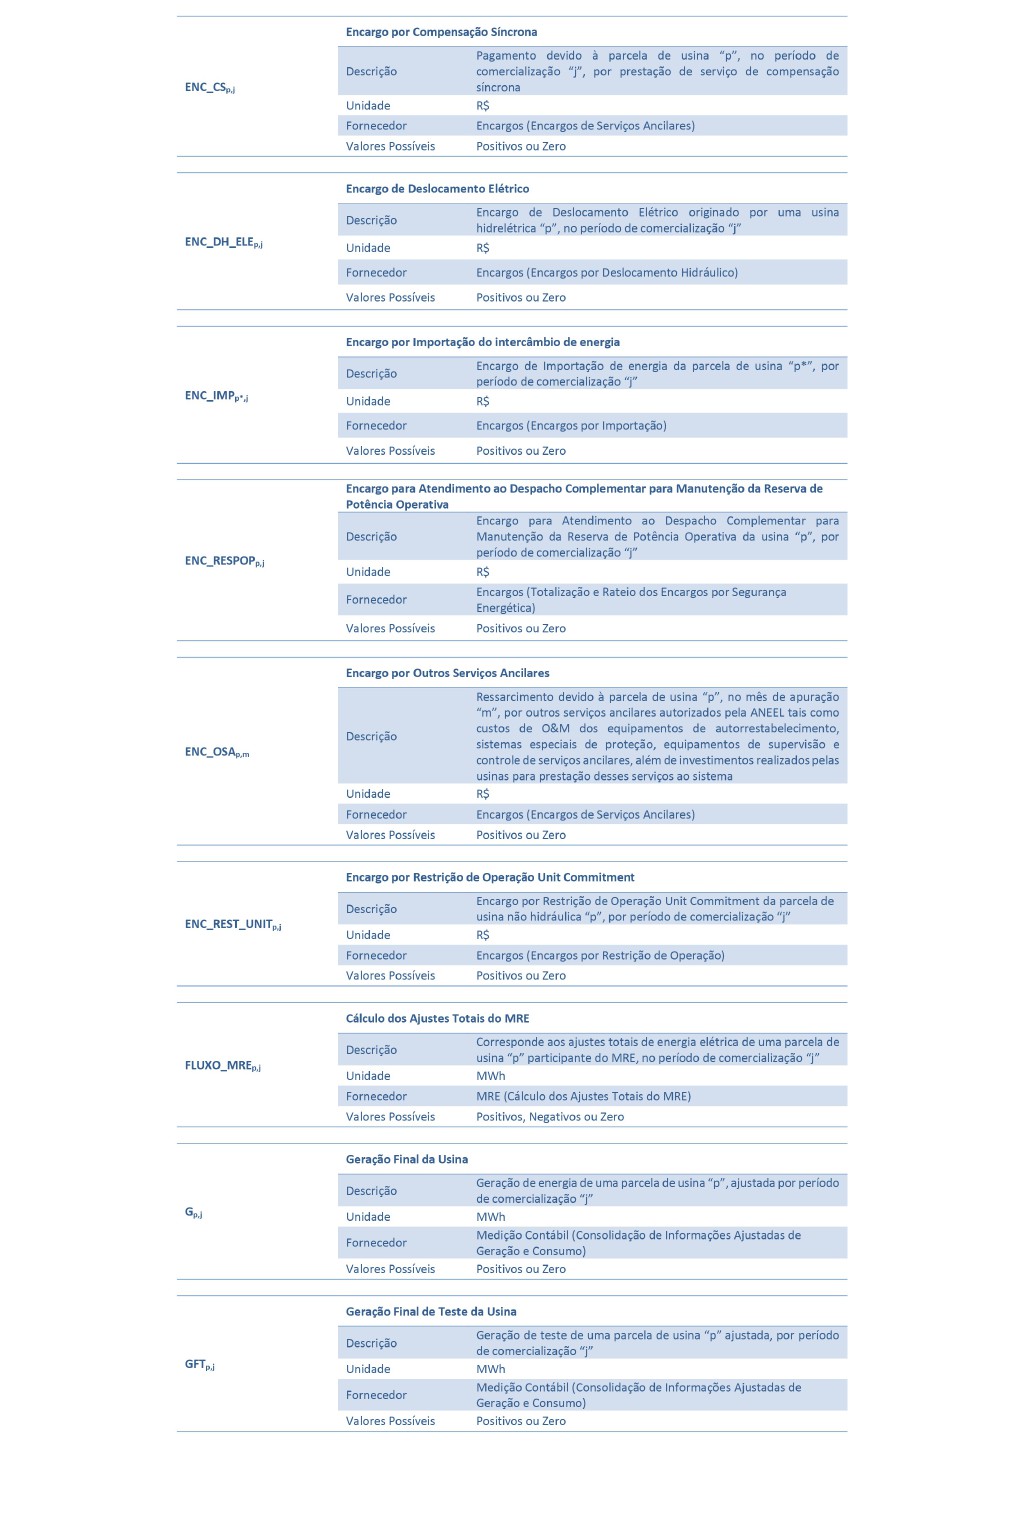 Encargo por Compensação Síncrona
ENC_CSp,j
Descrição
Pagamento devido à parcela de usina “p”, no período de
comercialização “j”, por prestação de serviço de compensação
síncrona
Unidade
R$
Fornecedor
Encargos (Encargos de Serviços Ancilares)
Valores Possíveis
Positivos ou Zero
Encargo de Deslocamento Elétrico
ENC_DH_ELEp,j
Descrição
Encargo de Deslocamento Elétrico originado por uma usina
hidrelétrica “p”, no período de comercialização “j”
Unidade
R$
Fornecedor
Encargos (Encargos por Deslocamento Hidráulico)
Valores Possíveis
Positivos ou Zero
Encargo por Importação do intercâmbio de energia
ENC_IMPp*,j
Descrição
Encargo de Importação de energia da parcela de usina “p*”, por
período de comercialização “j”
Unidade
R$
Fornecedor
Encargos (Encargos por Importação)
Valores Possíveis
Positivos ou Zero
Encargo para Atendimento ao Despacho Complementar para Manutenção da Reserva de
Potência Operativa
ENC_RESPOPp,j
Descrição
Encargo para Atendimento ao Despacho Complementar para
Manutenção da Reserva de Potência Operativa da usina “p”, por
período de comercialização “j”
Unidade
R$
Fornecedor
Encargos (Totalização e Rateio dos Encargos por Segurança
Energética)
Valores Possíveis
Positivos ou Zero
Encargo por Outros Serviços Ancilares
ENC_OSAp,m
Descrição
Ressarcimento devido à parcela de usina “p”, no mês de apuração
“m”, por outros serviços ancilares autorizados pela ANEEL tais como
custos de O&M dos equipamentos de autorrestabelecimento,
sistemas especiais de proteção, equipamentos de supervisão e
controle de serviços ancilares, além de investimentos realizados pelas
usinas para prestação desses serviços ao sistema
Unidade
R$
Fornecedor
Encargos (Encargos de Serviços Ancilares)
Valores Possíveis
Positivos ou Zero
Encargo por Restrição de Operação Unit Commitment
ENC_REST_UNITp,j
Descrição
Encargo por Restrição de Operação Unit Commitment da parcela de
usina não hidráulica “p”, por período de comercialização “j”
Unidade
R$
Fornecedor
Encargos (Encargos por Restrição de Operação)
Valores Possíveis
Positivos ou Zero
Cálculo dos Ajustes Totais do MRE
FLUXO_MREp,j
Descrição
Corresponde aos ajustes totais de energia elétrica de uma parcela de
usina “p” participante do MRE, no período de comercialização “j”
Unidade
MWh
Fornecedor
MRE (Cálculo dos Ajustes Totais do MRE)
Valores Possíveis
Positivos, Negativos ou Zero
Geração Final da Usina
Gp,j
Descrição
Geração de energia de uma parcela de usina “p”, ajustada por período
de comercialização “j”
Unidade
MWh
Fornecedor
Medição Contábil (Consolidação de Informações Ajustadas de
Geração e Consumo)
Valores Possíveis
Positivos ou Zero
Geração Final de Teste da Usina
GFTp,j
Descrição
Geração de teste de uma parcela de usina “p” ajustada, por período
de comercialização “j”
Unidade
MWh
Fornecedor
Medição Contábil (Consolidação de Informações Ajustadas de
Geração e Consumo)
Valores Possíveis
Positivos ou Zero